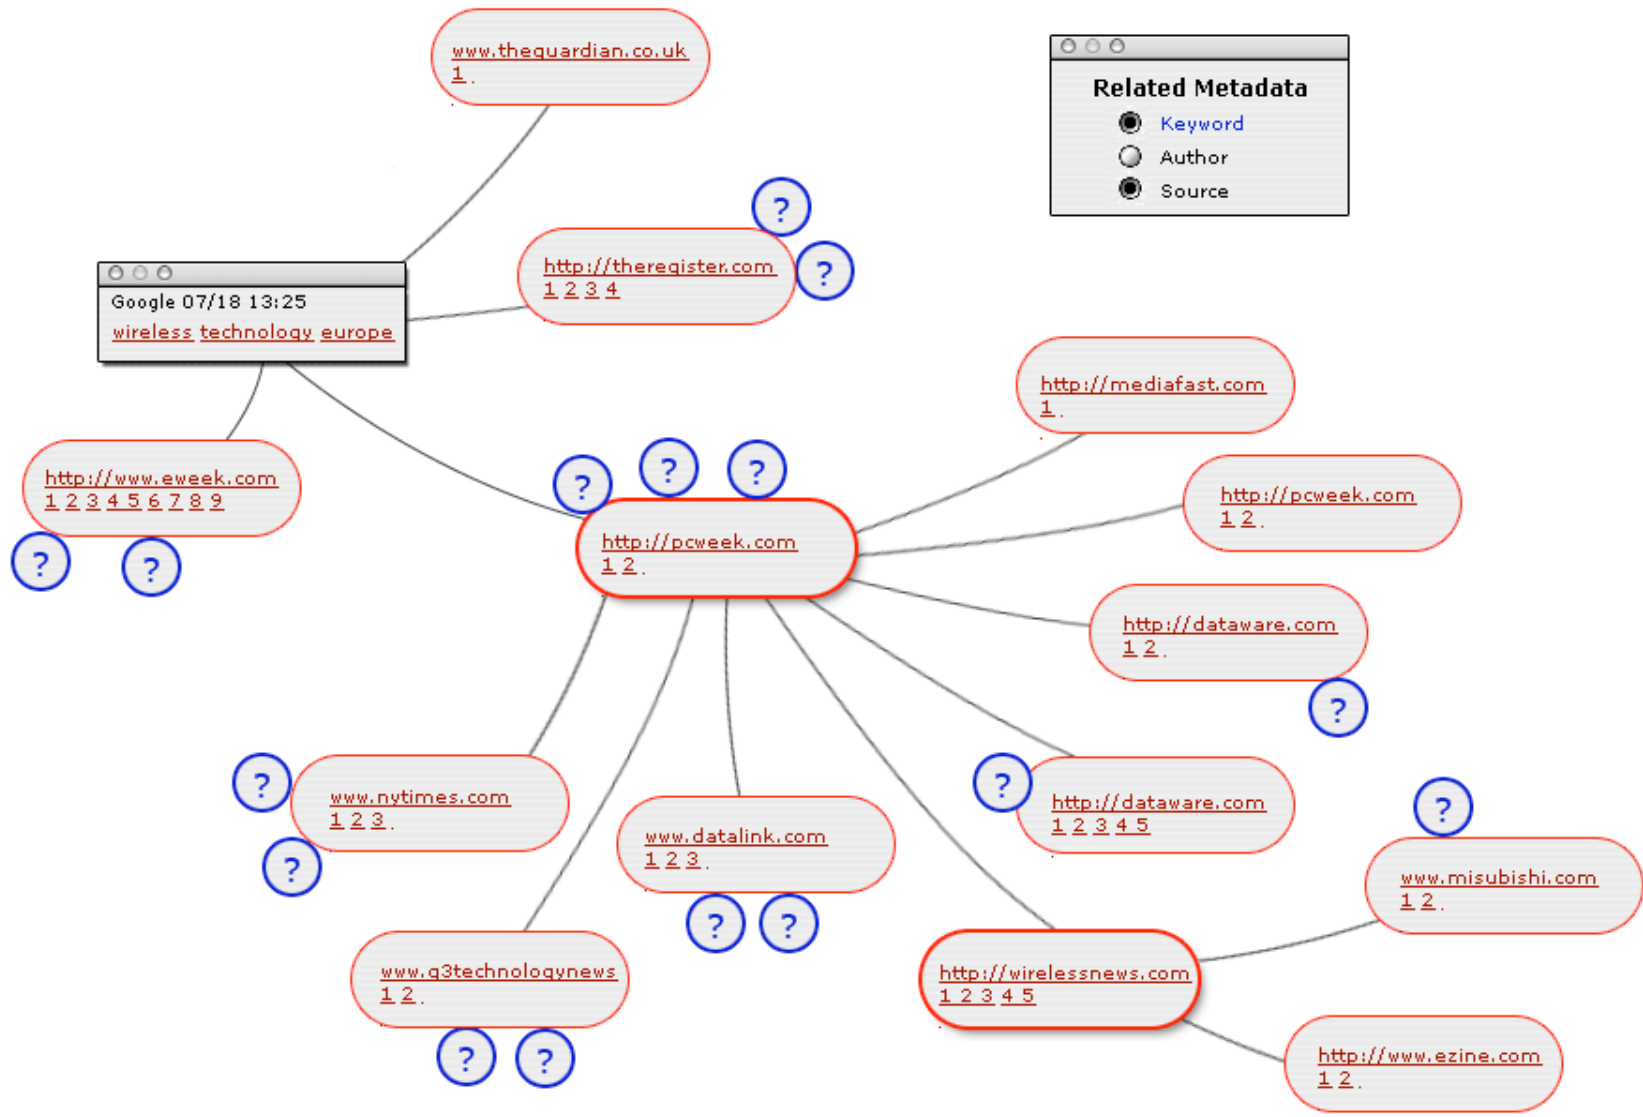 www.theguardian.co.uk
1 .
Related Metadata
Keyword
Author
Source
?
http://theregister.com
1 2 3 4
?
Google 07/18 13:25
wireless technology europe
http://mediafast.com
1 .
http://www.eweek.com
1 2 3 4 5 6 7 8 9
?
?
?
?
?
http://pcweek.com
1 2 .
http://pcweek.com
1 2 .
http://dataware.com
1 2 .
?
?
www.nytimes.com
1 2 3 .
?
www.datalink.com
1 2 3 .
?
?
?
http://dataware.com
1 2 3 4 5
?
www.misubishi.com
1 2 .
www.g3technologynews
1 2 .
?
?
http://wirelessnews.com
1 2 3 4 5
http://www.ezine.com
1 2 .